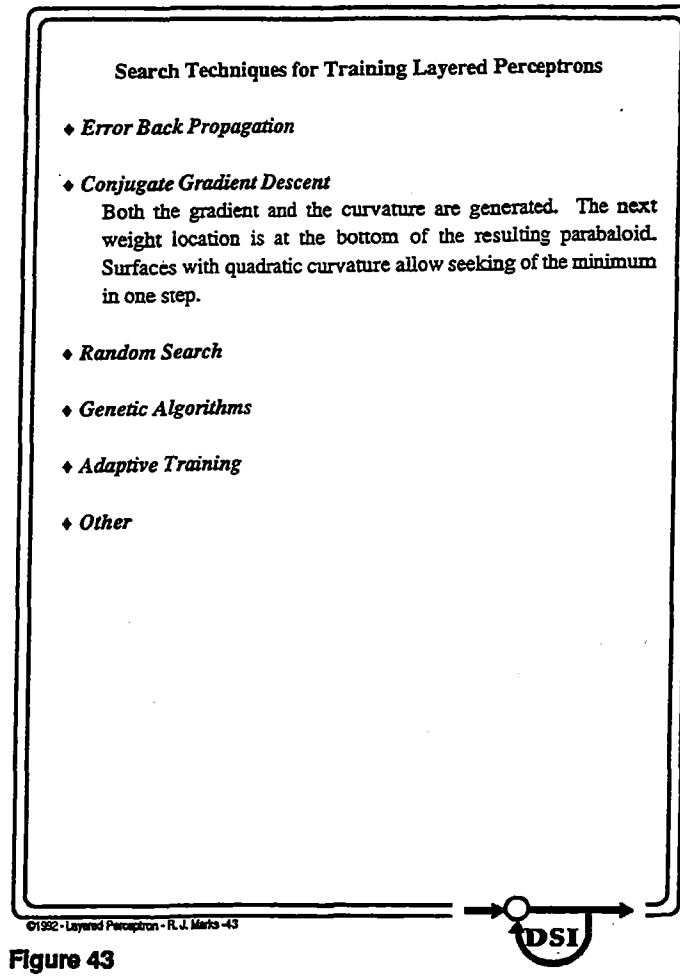 Search Techniques for Training Layered Perceptrons
♦ Error Back Propagation
♦ Conjugate Gradient Descent
Both the gradient and the curvature are generated. The next
weight location is at the bottom of the resulting parabaloid.
Surfaces with quadratic curvature allow seeking of the minimum
in one step.
♦ Random Search
♦ Genetic Algorithms
♦ Adaptive Training
♦ Other
©1992 - Layered Perceptron - R. J. Marks -43
DSI
Figure 43